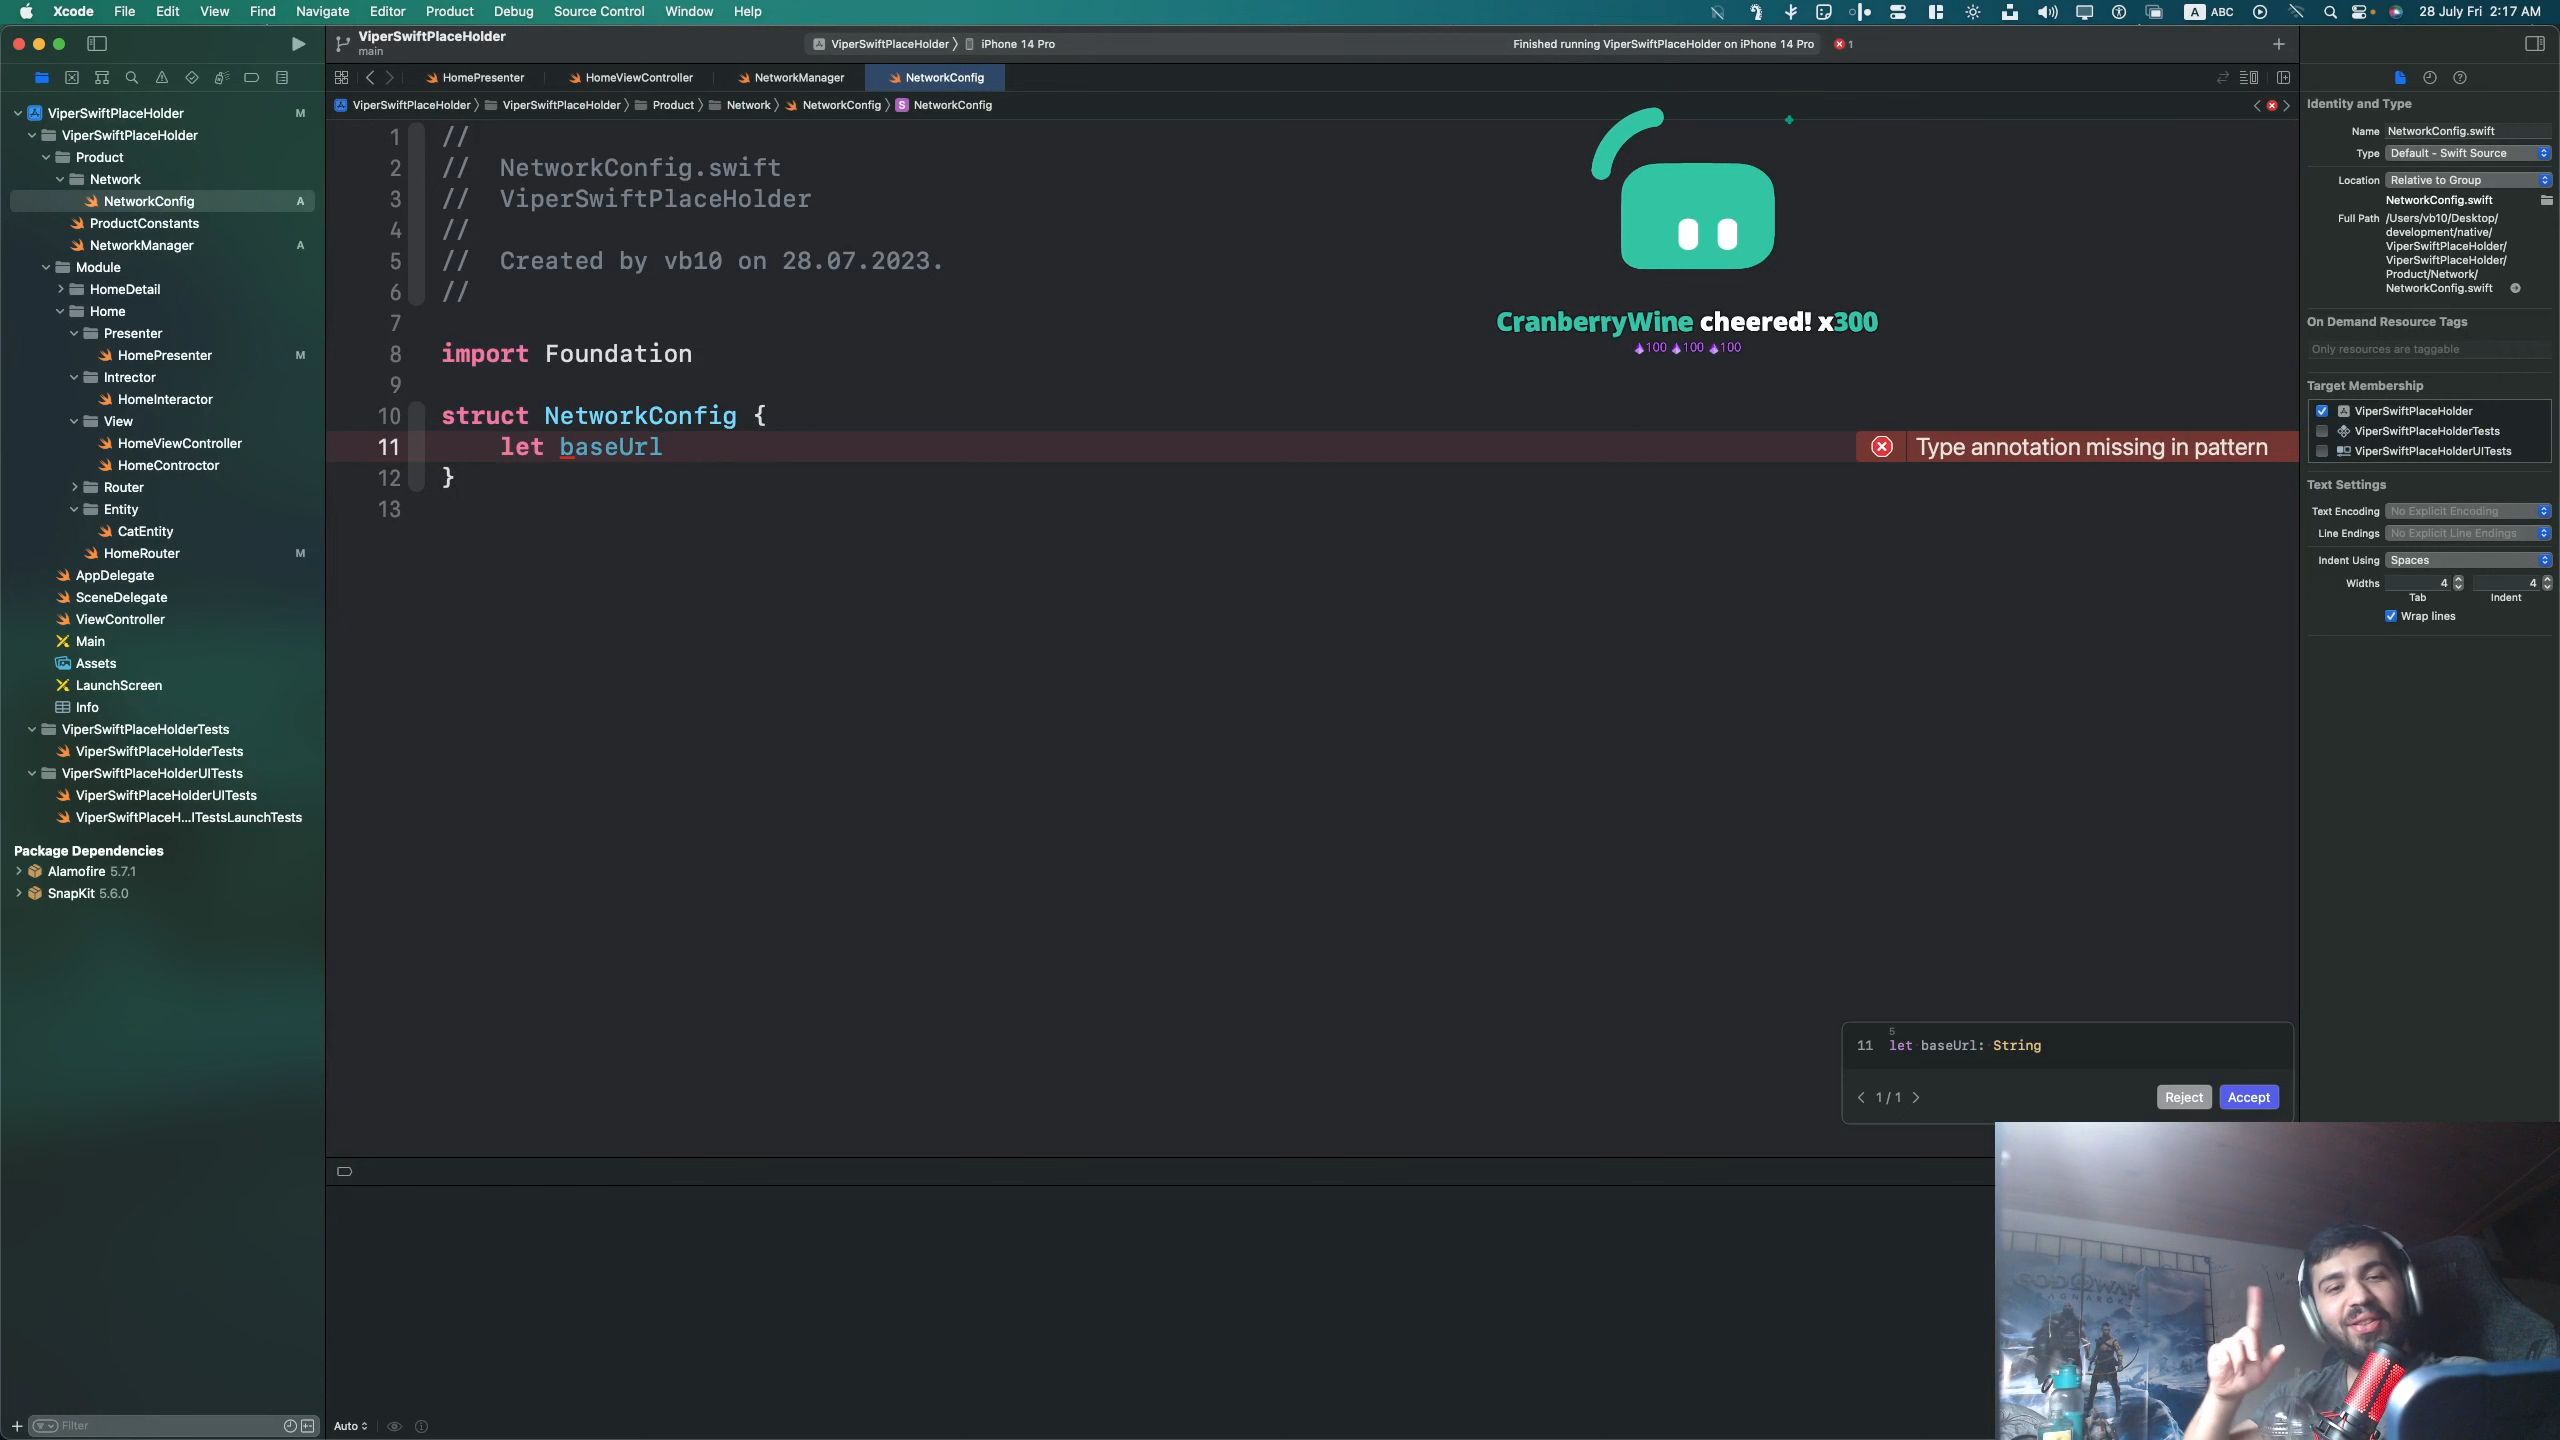 Xcode File Edit View Find Navigate Editor Product Debug Source Control Window Help
A ABC 28 July Fri 2:17 AM
ViperSwiftPlaceHolder
main
ViperSwiftPlaceHolder iPhone 14 Pro
Finished running ViperSwiftPlaceHolder on iPhone 14 Pro 1
HomePresenter HomeViewController NetworkManager NetworkConfig
ViperSwiftPlaceHolder ViperSwiftPlaceHolder Product Network NetworkConfig S NetworkConfig
ViperSwiftPlaceHolder M
ViperSwiftPlaceHolder
Product
Network
NetworkConfig A
ProductConstants
NetworkManager A
Module
HomeDetail
Home
Presenter
HomePresenter M
Intrector
HomeInteractor
View
HomeViewController
HomeControctor
Router
Entity
CatEntity
HomeRouter M
AppDelegate
SceneDelegate
ViewController
Main
Assets
LaunchScreen
Info
ViperSwiftPlaceHolderTests
ViperSwiftPlaceHolderTests
ViperSwiftPlaceHolderUITests
ViperSwiftPlaceHolderUITests
ViperSwiftPlaceH...ITestsLaunchTests
Package Dependencies
Alamofire 5.7.1
SnapKit 5.6.0
Filter
1 //
2 // NetworkConfig.swift
3 // ViperSwiftPlaceHolder
4 //
5 // Created by vb10 on 28.07.2023.
6 //
7
8 import Foundation
9
10 struct NetworkConfig {
11 let baseUrl
12 }
13
Type annotation missing in pattern
CranberryWine cheered! x300
100 100 100
5
11 let baseUrl: String
1 / 1
Reject Accept
Auto
Identity and Type
Name NetworkConfig.swift
Type Default - Swift Source
Location Relative to Group
NetworkConfig.swift
Full Path /Users/vb10/Desktop/
development/native/
ViperSwiftPlaceHolder/
ViperSwiftPlaceHolder/
Product/Network/
NetworkConfig.swift
On Demand Resource Tags
Only resources are taggable
Target Membership
ViperSwiftPlaceHolder
ViperSwiftPlaceHolderTests
ViperSwiftPlaceHolderUITests
Text Settings
Text Encoding No Explicit Encoding
Line Endings No Explicit Line Endings
Indent Using Spaces
Widths 4 4
Tab Indent
Wrap lines
GOD OF WAR
RAGNAROK